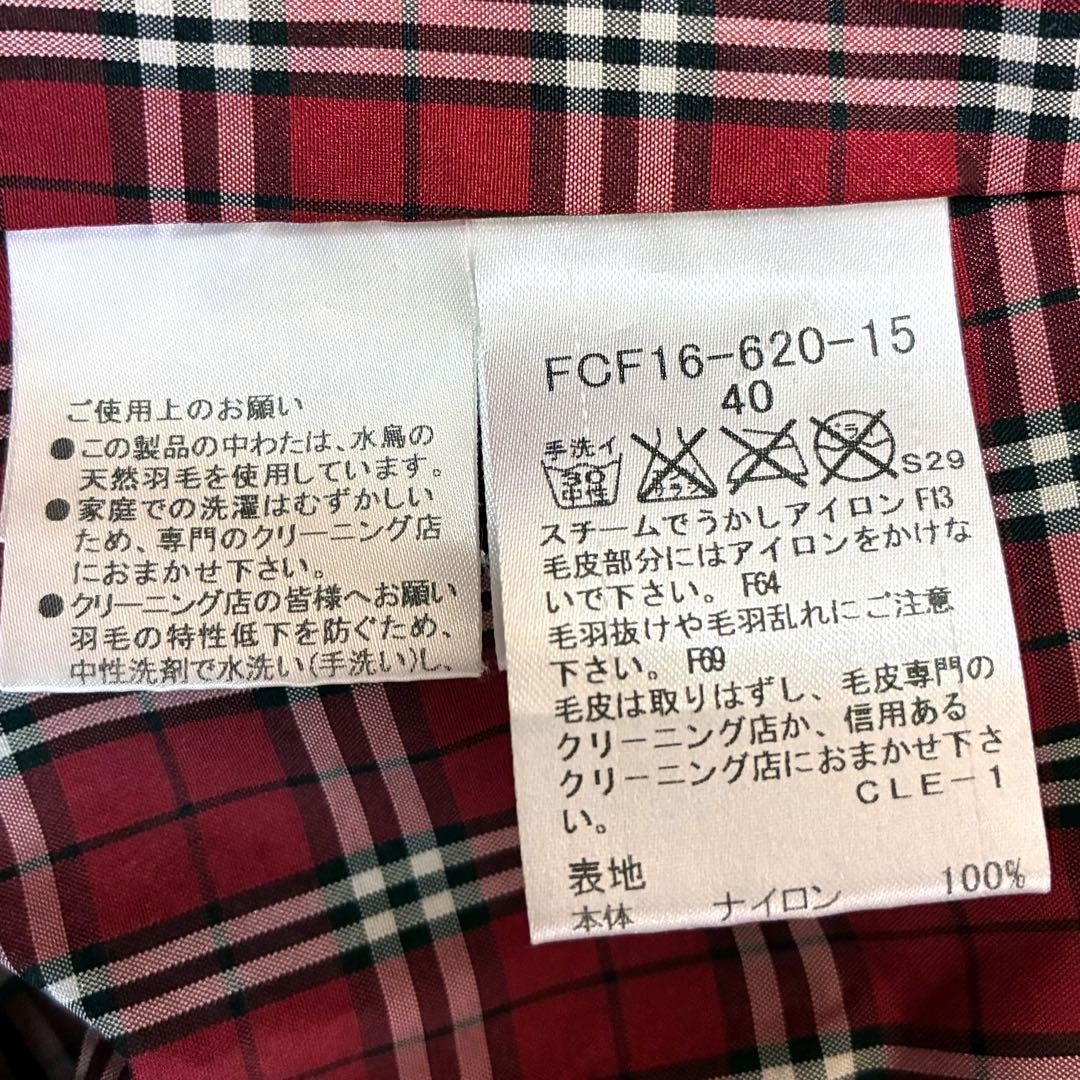 ご使用上のお願い
●この製品の中わたは、水鳥の
天然羽毛を使用しています。
●家庭での洗濯はむずかしい
ため、専門のクリーニング店
におまかせ下さい。
●クリーニング店の皆様へお願い
羽毛の特性低下を防ぐため、
中性洗剤で水洗い(手洗い)し、
FCF16-620-15
40
手洗イ
30
中性
エンソサラシ
ドライ
S29
スチームでうかしアイロン F13
毛皮部分にはアイロンをかけな
いで下さい。 F64
毛羽抜けや毛羽乱れにご注意
下さい。 F69
毛皮は取りはずし、毛皮専門の
クリーニング店か、信用ある
クリーニング店におまかせ下さ
い。
CLE-1
表地
本体 ナイロン 100%